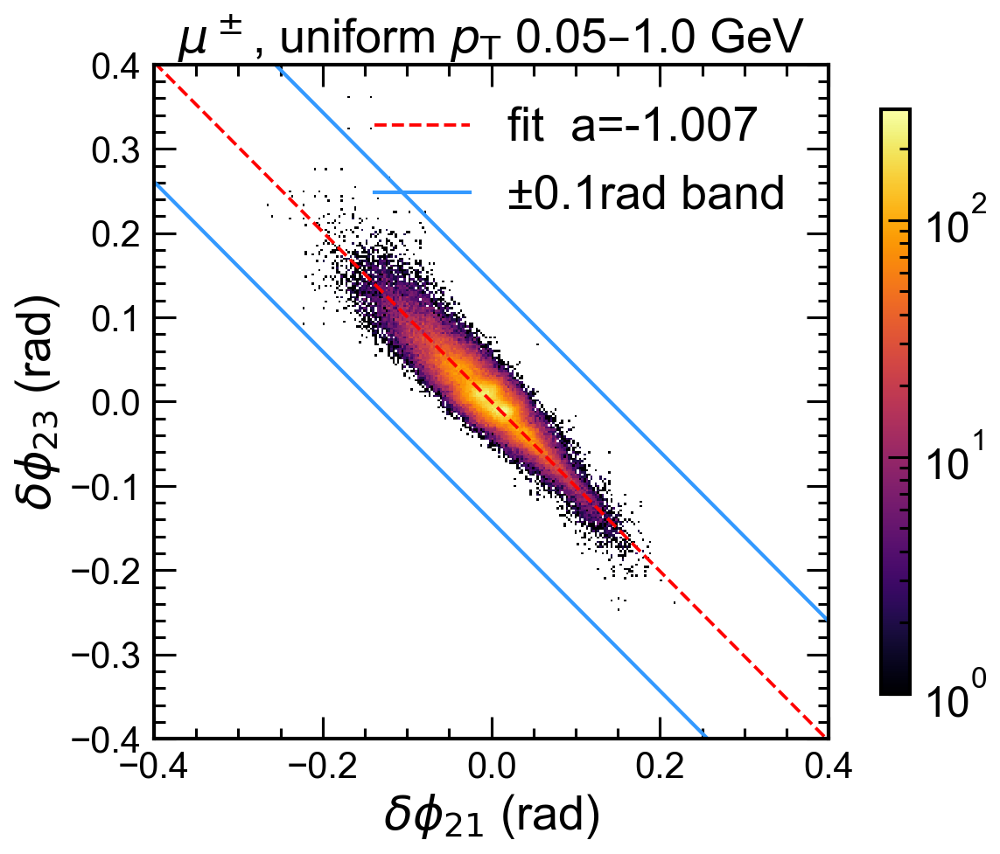 μ±, uniform pT 0.05–1.0 GeV
fit a=-1.007
±0.1rad band
0.4
0.3
0.2
0.1
0.0
−0.1
−0.2
−0.3
−0.4
δϕ23 (rad)
−0.4 −0.2 0.0 0.2 0.4
δϕ21 (rad)
10²
10¹
10⁰